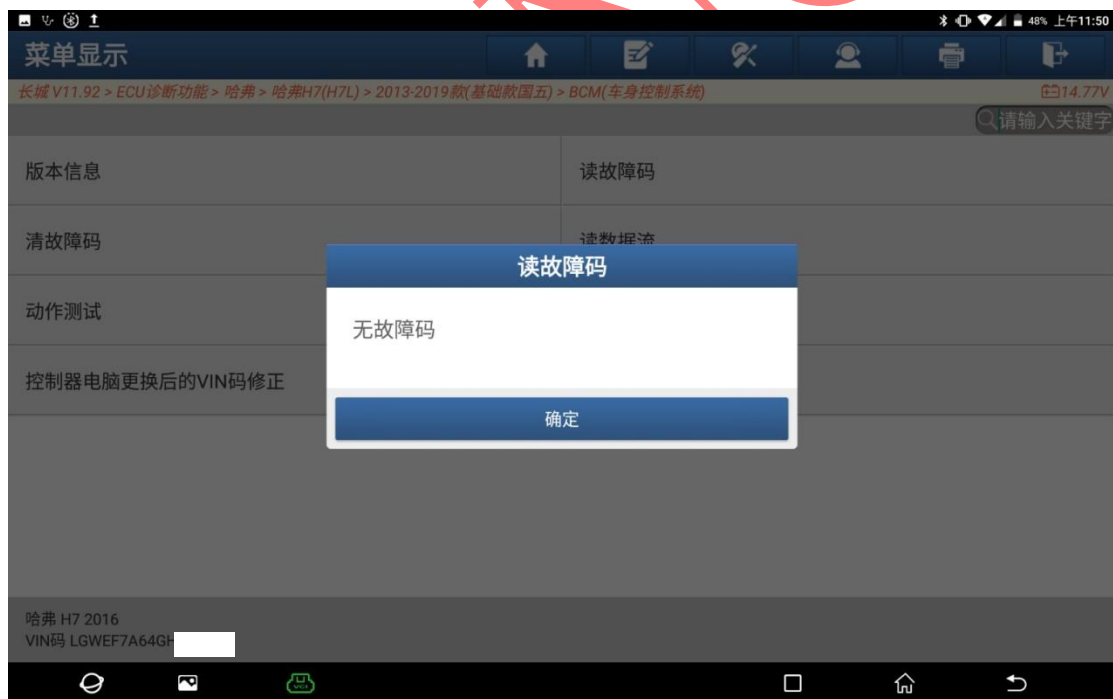 48% 上午11:50
菜单显示
长城 V11.92 > ECU诊断功能 > 哈弗 > 哈弗H7(H7L) > 2013-2019款(基础款国五) > BCM(车身控制系统)
14.77V
请输入关键字
版本信息
读故障码
清故障码
读数据流
读故障码
动作测试
无故障码
控制器电脑更换后的VIN码修正
确定
哈弗 H7 2016
VIN码 LGWEF7A64GH
VCI